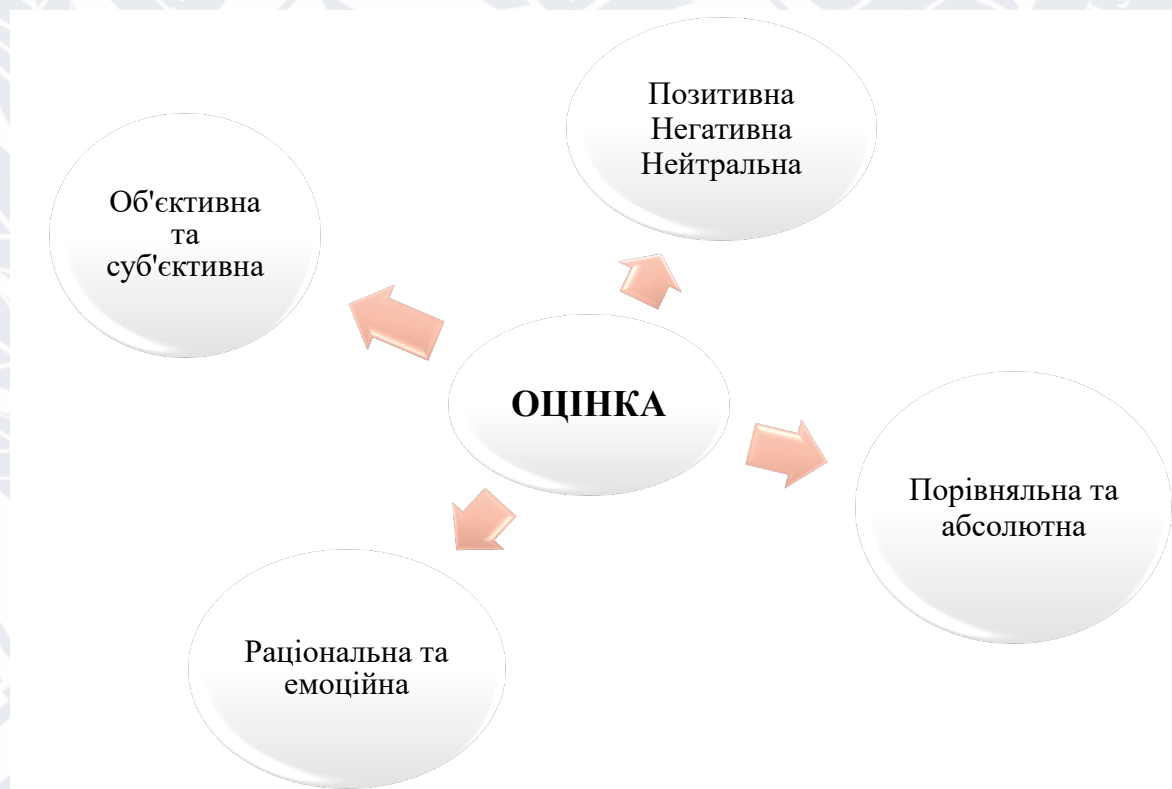 Позитивна
Негативна
Нейтральна
Об'єктивна
та
суб'єктивна
ОЦІНКА
Порівняльна та
абсолютна
Раціональна та
емоційна